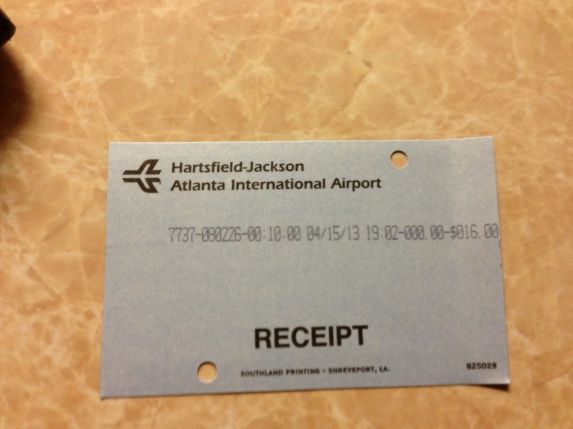 Hartsfield-Jackson
Atlanta International Airport
7737-080226-00:10:00 04/15/13 19:02-000.00-$016.00
RECEIPT
SOUTHLAND PRINTING - SHREVEPORT, LA.
825029